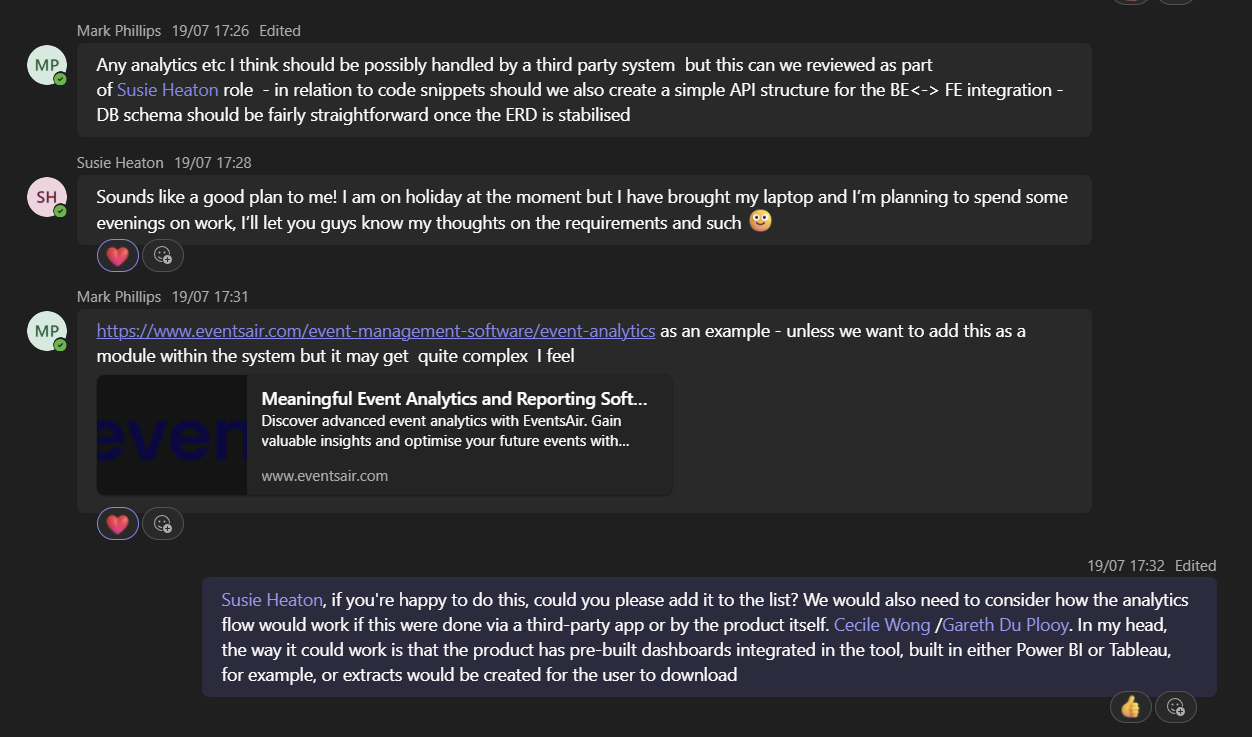 Mark Phillips 19/07 17:26 Edited
MP
Any analytics etc I think should be possibly handled by a third party system  but this can we reviewed as part
of Susie Heaton role  - in relation to code snippets should we also create a simple API structure for the BE<-> FE integration -
DB schema should be fairly straightforward once the ERD is stabilised
Susie Heaton 19/07 17:28
SH
Sounds like a good plan to me! I am on holiday at the moment but I have brought my laptop and I’m planning to spend some
evenings on work, I’ll let you guys know my thoughts on the requirements and such
Mark Phillips 19/07 17:31
MP
https://www.eventsair.com/event-management-software/event-analytics as an example - unless we want to add this as a
module within the system but it may get  quite complex  I feel
even
Meaningful Event Analytics and Reporting Soft...
Discover advanced event analytics with EventsAir. Gain
valuable insights and optimise your future events with...
www.eventsair.com
19/07 17:32 Edited
Susie Heaton, if you're happy to do this, could you please add it to the list? We would also need to consider how the analytics
flow would work if this were done via a third-party app or by the product itself. Cecile Wong /Gareth Du Plooy. In my head,
the way it could work is that the product has pre-built dashboards integrated in the tool, built in either Power BI or Tableau,
for example, or extracts would be created for the user to download